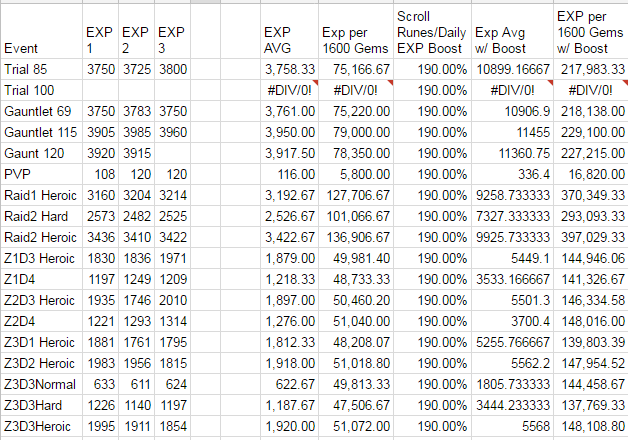 Event EXP 1 EXP 2 EXP 3 EXP AVG Exp per 1600 Gems Scroll Runes/Daily EXP Boost Exp Avg w/ Boost EXP per 1600 Gems w/ Boost
Trial 85 3750 3725 3800 3,758.33 75,166.67 190.00% 10899.16667 217,983.33
Trial 100 #DIV/0! #DIV/0! 190.00% #DIV/0! #DIV/0!
Gauntlet 69 3750 3783 3750 3,761.00 75,220.00 190.00% 10906.9 218,138.00
Gauntlet 115 3905 3985 3960 3,950.00 79,000.00 190.00% 11455 229,100.00
Gaunt 120 3920 3915 3,917.50 78,350.00 190.00% 11360.75 227,215.00
PVP 108 120 120 116.00 5,800.00 190.00% 336.4 16,820.00
Raid1 Heroic 3160 3204 3214 3,192.67 127,706.67 190.00% 9258.733333 370,349.33
Raid2 Hard 2573 2482 2525 2,526.67 101,066.67 190.00% 7327.333333 293,093.33
Raid2 Heroic 3436 3410 3422 3,422.67 136,906.67 190.00% 9925.733333 397,029.33
Z1D3 Heroic 1830 1836 1971 1,879.00 49,981.40 190.00% 5449.1 144,946.06
Z1D4 1197 1249 1209 1,218.33 48,733.33 190.00% 3533.166667 141,326.67
Z2D3 Heroic 1935 1746 2010 1,897.00 50,460.20 190.00% 5501.3 146,334.58
Z2D4 1221 1293 1314 1,276.00 51,040.00 190.00% 3700.4 148,016.00
Z3D1 Heroic 1881 1761 1795 1,812.33 48,208.07 190.00% 5255.766667 139,803.39
Z3D2 Heroic 1983 1956 1815 1,918.00 51,018.80 190.00% 5562.2 147,954.52
Z3D3Normal 633 611 624 622.67 49,813.33 190.00% 1805.733333 144,458.67
Z3D3Hard 1226 1140 1197 1,187.67 47,506.67 190.00% 3444.233333 137,769.33
Z3D3Heroic 1995 1911 1854 1,920.00 51,072.00 190.00% 5568 148,108.80